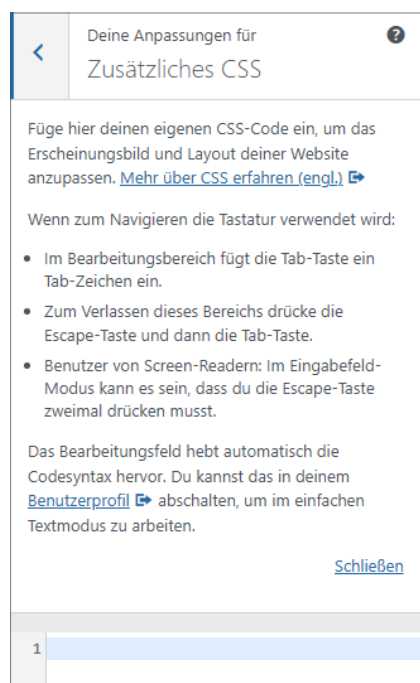 Deine Anpassungen für
Zusätzliches CSS
Füge hier deinen eigenen CSS-Code ein, um das
Erscheinungsbild und Layout deiner Website
anzupassen. Mehr über CSS erfahren (engl.)
Wenn zum Navigieren die Tastatur verwendet wird:
• Im Bearbeitungsbereich fügt die Tab-Taste ein
Tab-Zeichen ein.
• Zum Verlassen dieses Bereichs drücke die
Escape-Taste und dann die Tab-Taste.
• Benutzer von Screen-Readern: Im Eingabefeld-
Modus kann es sein, dass du die Escape-Taste
zweimal drücken musst.
Das Bearbeitungsfeld hebt automatisch die
Codesyntax hervor. Du kannst das in deinem
Benutzerprofil abschalten, um im einfachen
Textmodus zu arbeiten.
Schließen
1